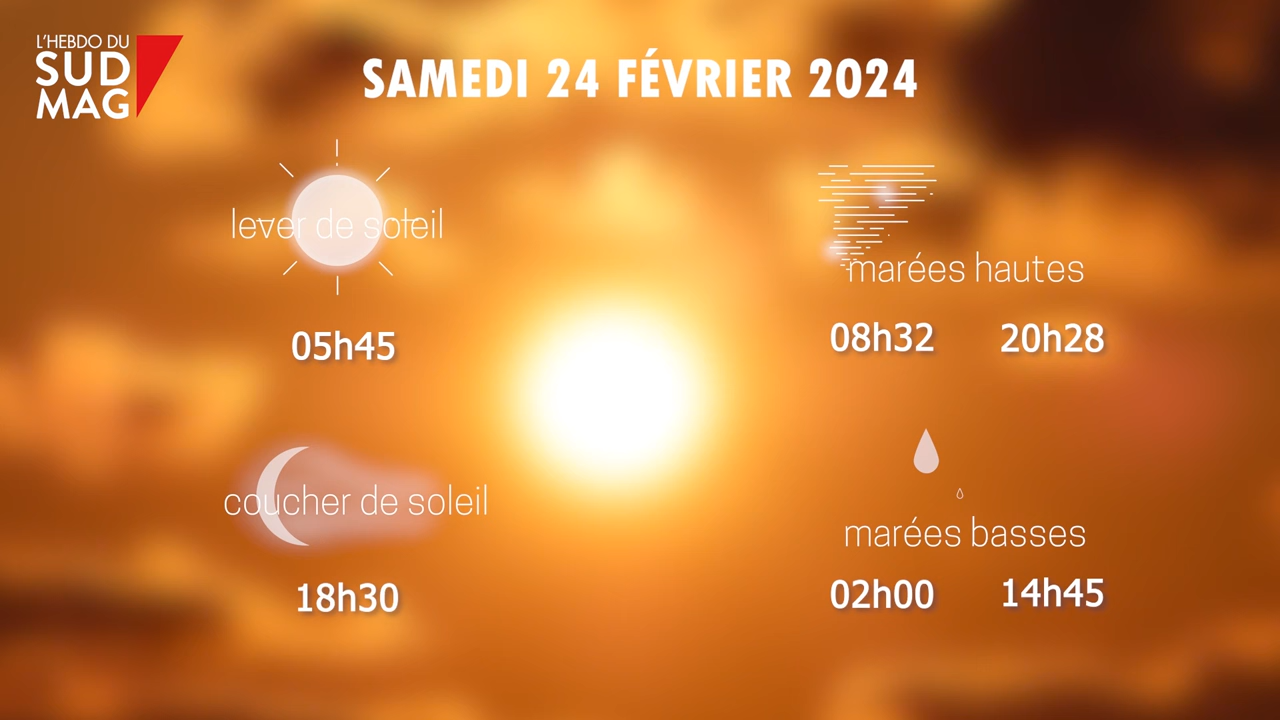 L'HEBDO DU
SUD
MAG
SAMEDI 24 FÉVRIER 2024
lever de soleil
05h45
marées hautes
08h32 20h28
coucher de soleil
18h30
marées basses
02h00 14h45